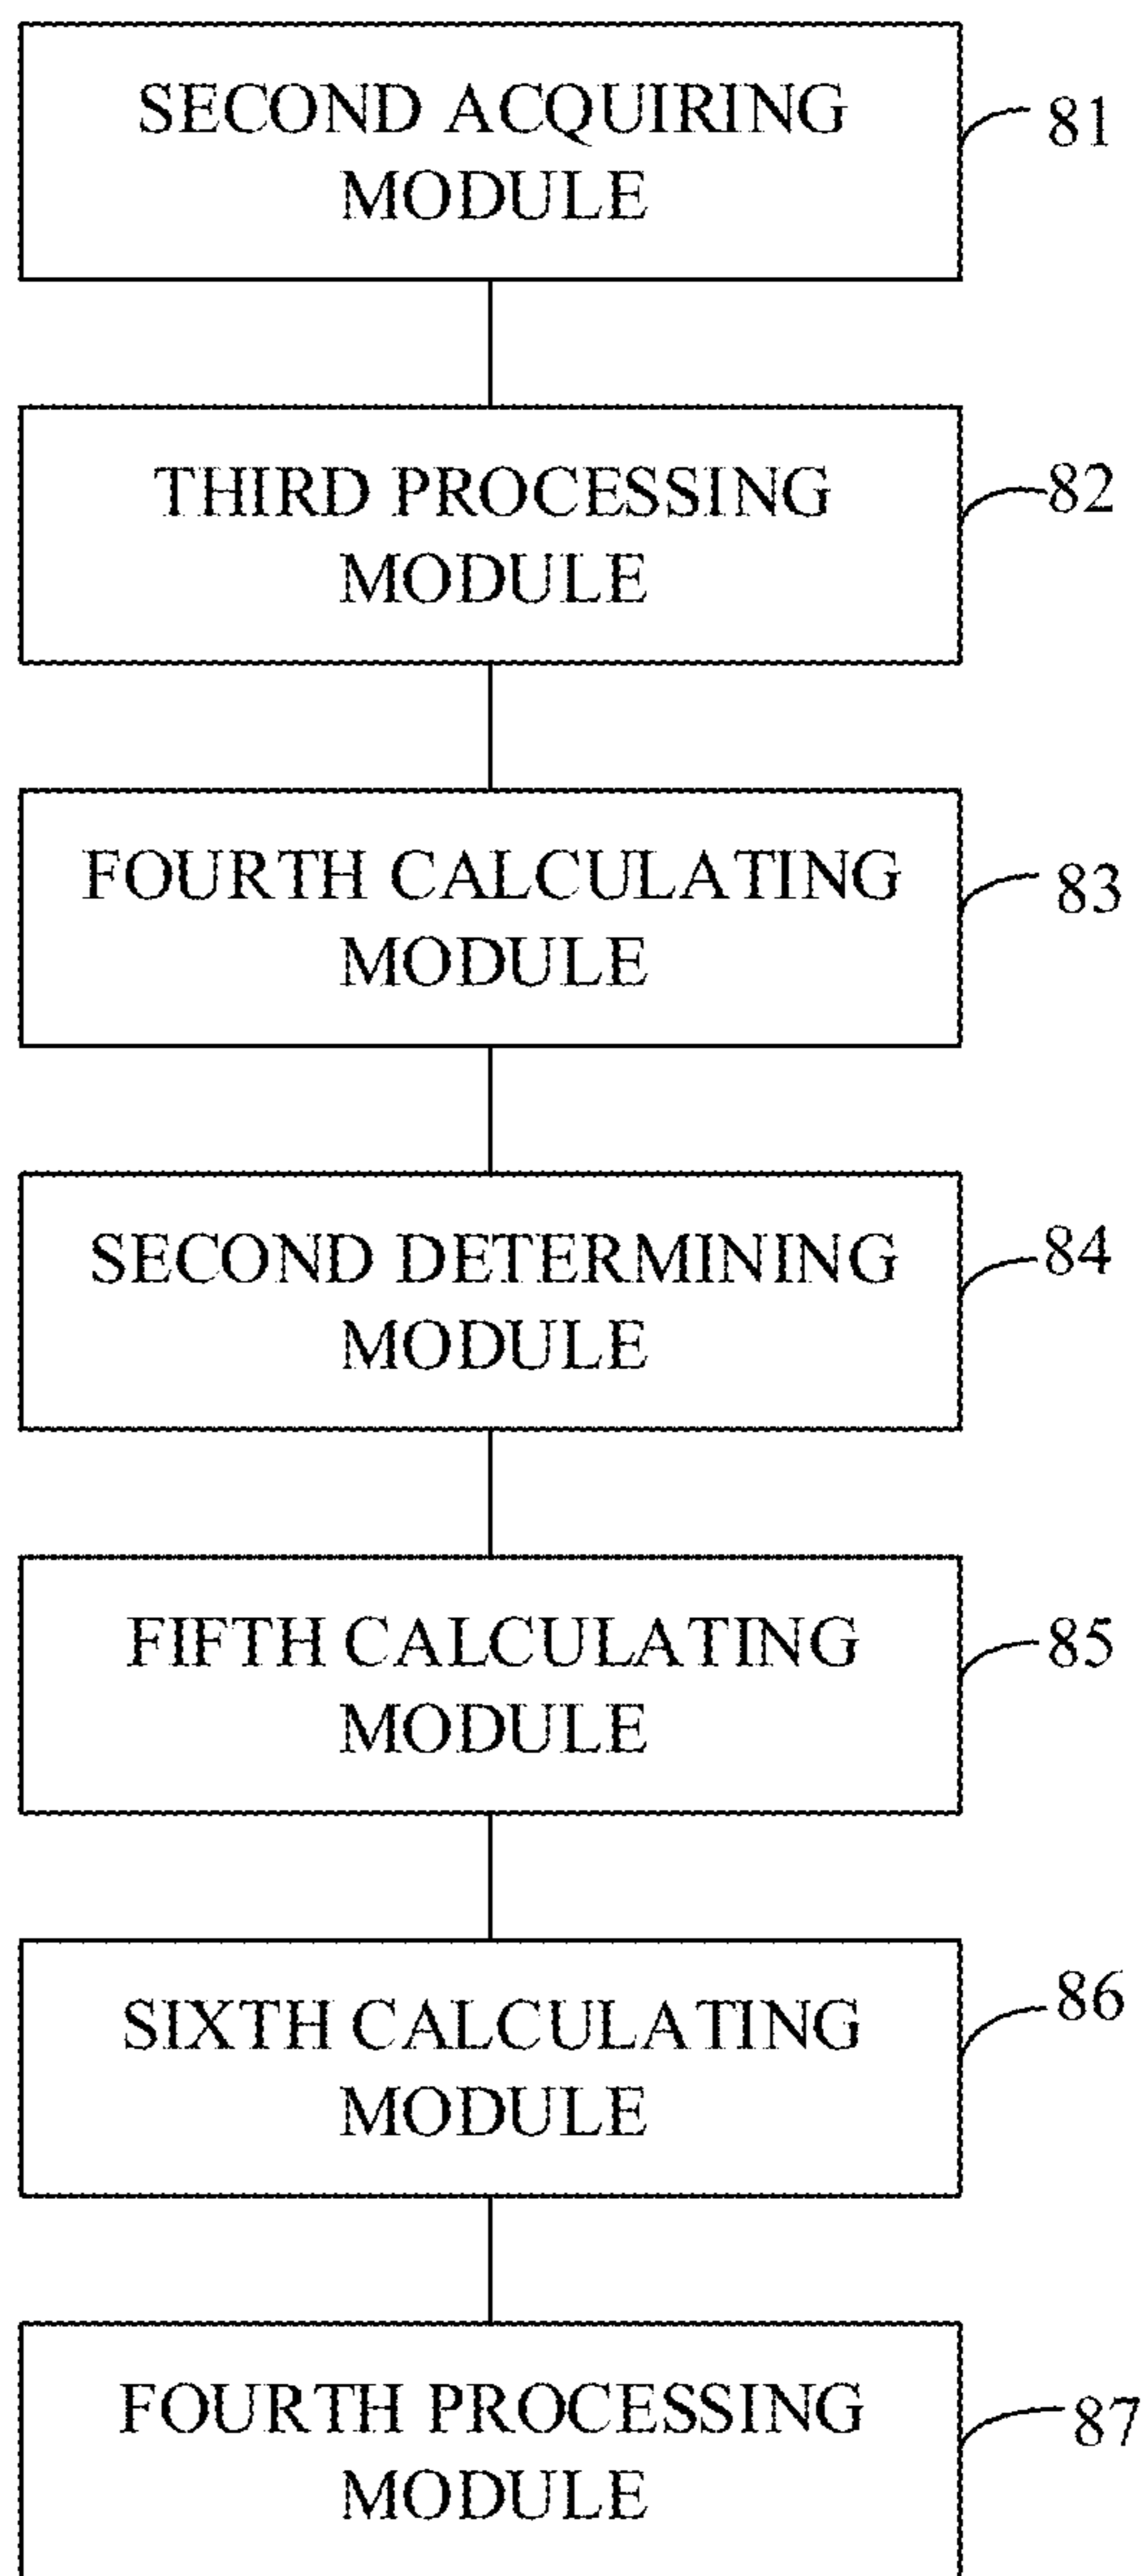 SECOND ACQUIRING
MODULE
81
THIRD PROCESSING
MODULE
82
FOURTH CALCULATING
MODULE
83
SECOND DETERMINING
MODULE
84
FIFTH CALCULATING
MODULE
85
SIXTH CALCULATING
MODULE
86
FOURTH PROCESSING
MODULE
87